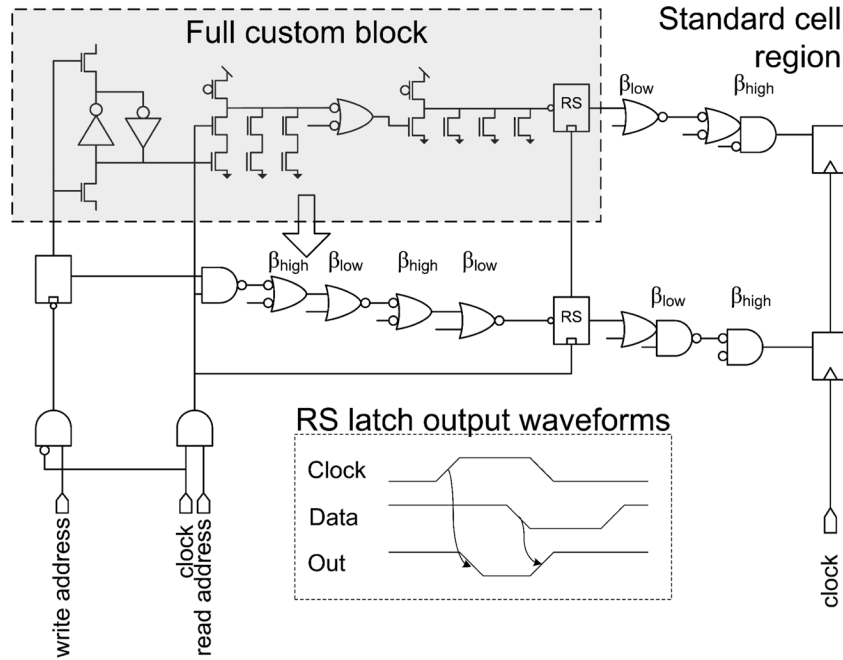 Full custom block
Standard cell
region
RS
βlow
βhigh
βhigh
βlow
βhigh
βlow
RS
βlow
βhigh
RS latch output waveforms
Clock
Data
Out
write address
clock
read address
clock